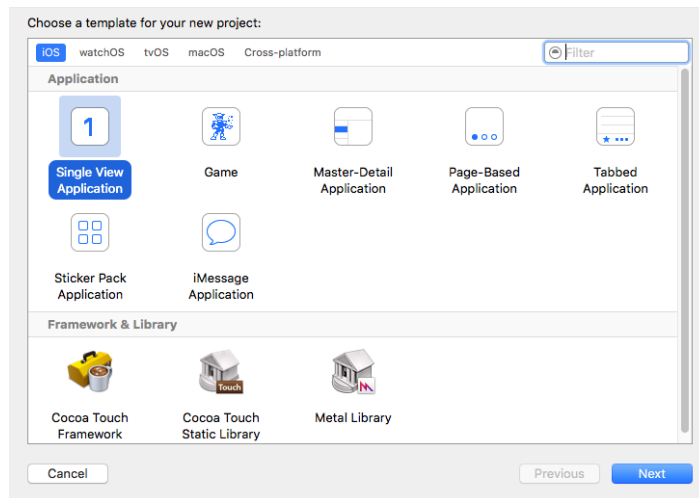 Choose a template for your new project:
iOS watchOS tvOS macOS Cross-platform Filter
Application
1
Single View Application
Game
Master-Detail Application
Page-Based Application
Tabbed Application
Sticker Pack Application
iMessage Application
Framework & Library
Touch
Cocoa Touch Framework
Cocoa Touch Static Library
Metal Library
Cancel Previous Next